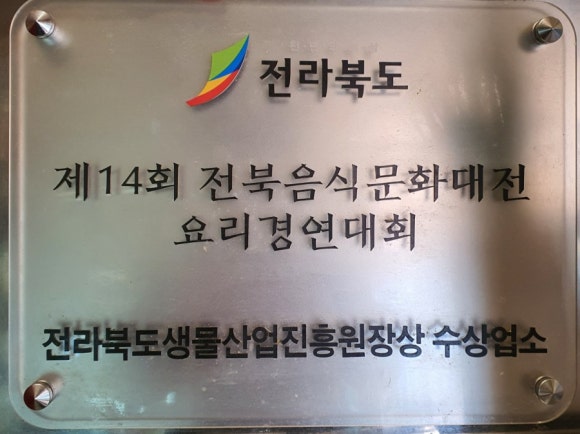 전라북도
제14회 전북음식문화대전
요리경연대회
전라북도생물산업진흥원장상 수상업소